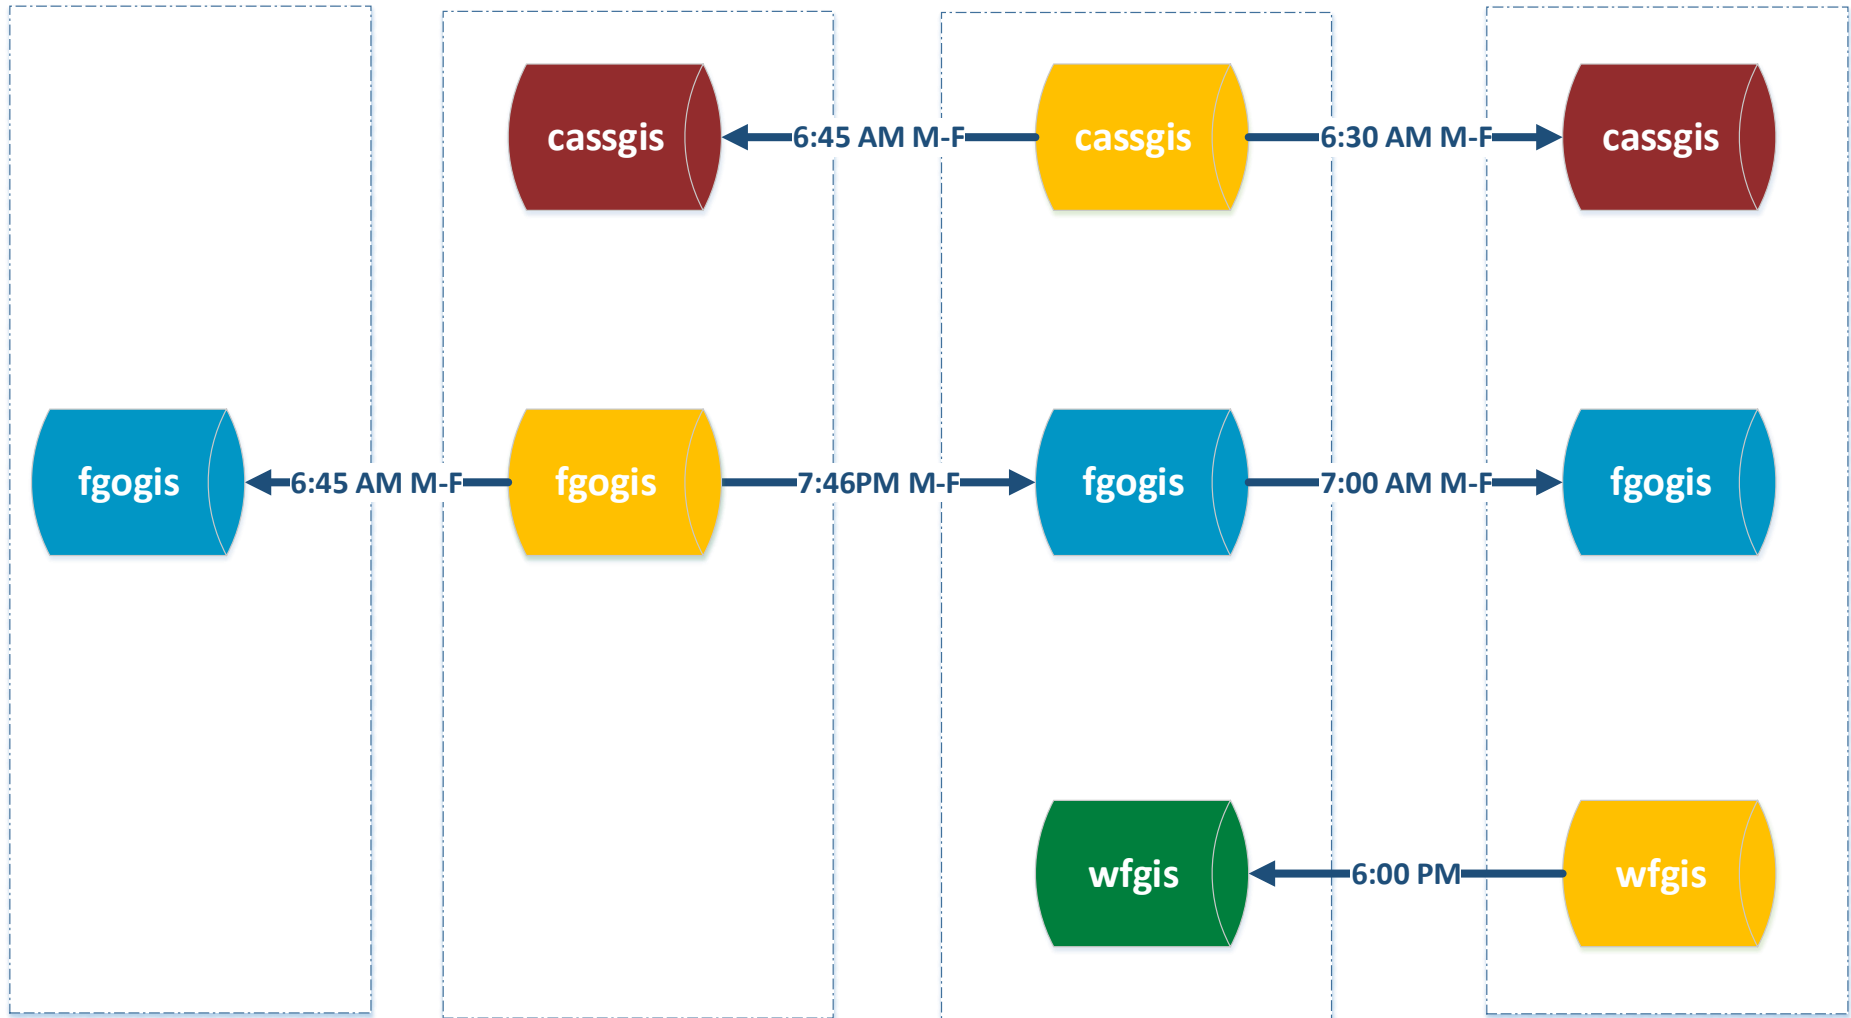 cassgis
6:45 AM M-F
cassgis
6:30 AM M-F
cassgis
fgogis
6:45 AM M-F
fgogis
7:46PM M-F
fgogis
7:00 AM M-F
fgogis
wfgis
6:00 PM
wfgis